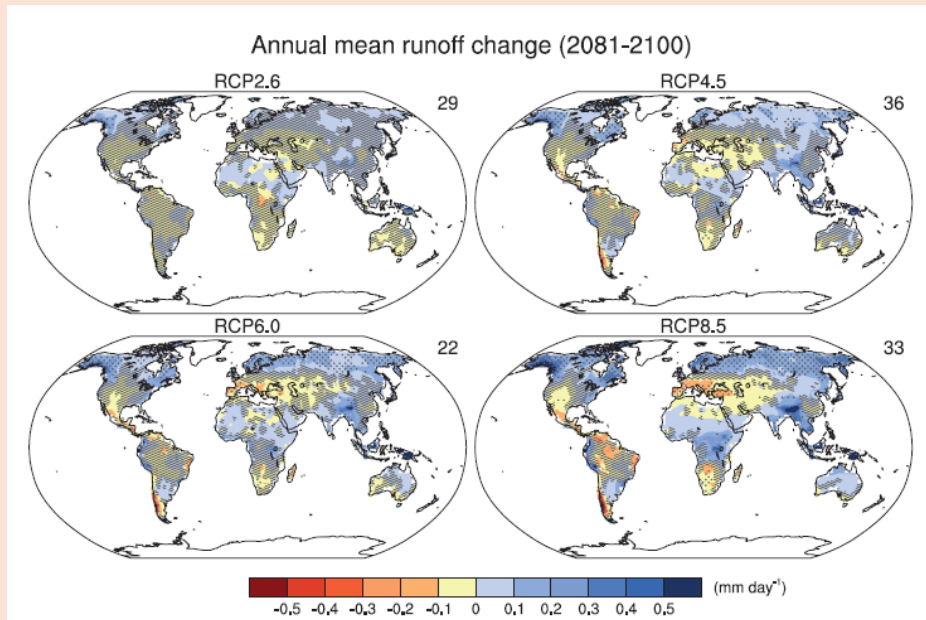 Annual mean runoff change (2081-2100)
RCP2.6
29
RCP4.5
36
RCP6.0
22
RCP8.5
33
(mm day⁻¹)
-0.5 -0.4 -0.3 -0.2 -0.1 0 0.1 0.2 0.3 0.4 0.5